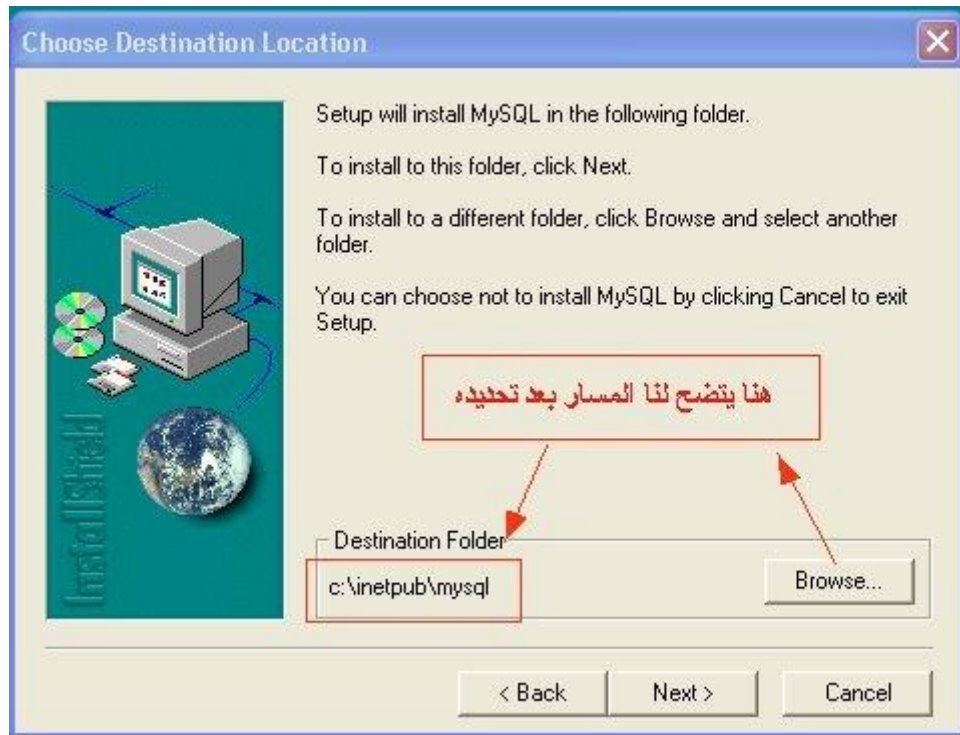 Choose Destination Location
Setup will install MySQL in the following folder.
To install to this folder, click Next.
To install to a different folder, click Browse and select another
folder.
You can choose not to install MySQL by clicking Cancel to exit
Setup.
هنا يتضح لنا المسار بعد تحديده
InstallShield
Destination Folder
c:\inetpub\mysql
Browse...
< Back
Next >
Cancel